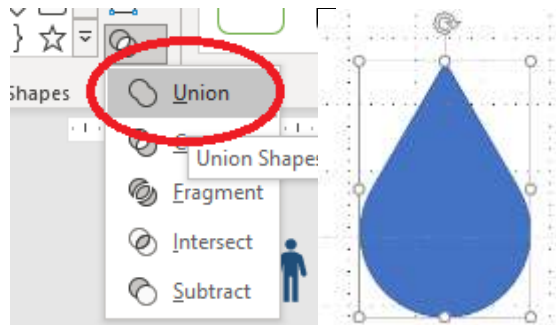 Shapes
Union
Union Shapes
Fragment
Intersect
Subtract